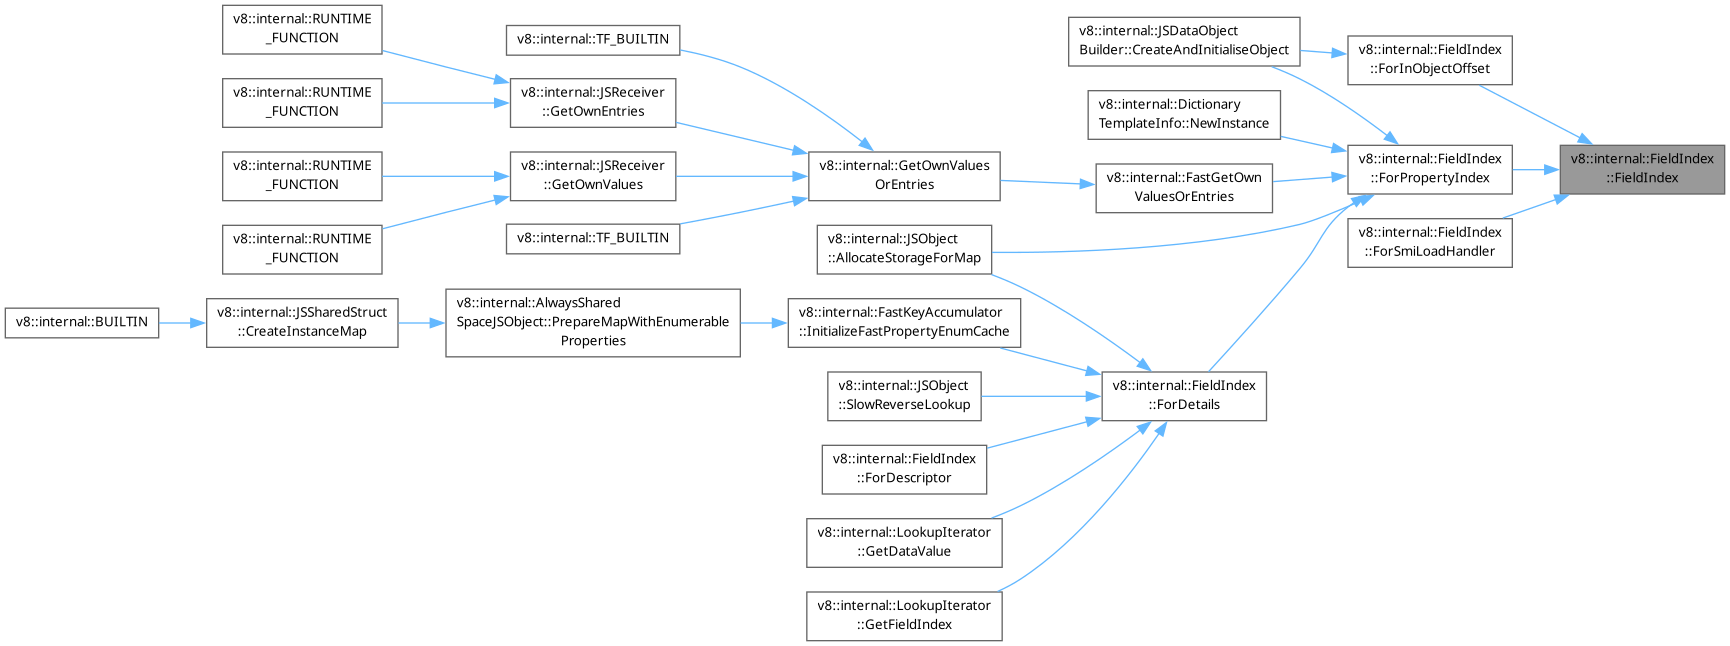 v8::internal::RUNTIME
_FUNCTION
v8::internal::RUNTIME
_FUNCTION
v8::internal::RUNTIME
_FUNCTION
v8::internal::RUNTIME
_FUNCTION
v8::internal::TF_BUILTIN
v8::internal::JSReceiver
::GetOwnEntries
v8::internal::JSReceiver
::GetOwnValues
v8::internal::TF_BUILTIN
v8::internal::GetOwnValues
OrEntries
v8::internal::JSDataObject
Builder::CreateAndInitialiseObject
v8::internal::Dictionary
TemplateInfo::NewInstance
v8::internal::FastGetOwn
ValuesOrEntries
v8::internal::FieldIndex
::ForInObjectOffset
v8::internal::FieldIndex
::ForPropertyIndex
v8::internal::FieldIndex
::ForSmiLoadHandler
v8::internal::FieldIndex
::FieldIndex
v8::internal::JSObject
::AllocateStorageForMap
v8::internal::BUILTIN
v8::internal::JSSharedStruct
::CreateInstanceMap
v8::internal::AlwaysShared
SpaceJSObject::PrepareMapWithEnumerable
Properties
v8::internal::FastKeyAccumulator
::InitializeFastPropertyEnumCache
v8::internal::JSObject
::SlowReverseLookup
v8::internal::FieldIndex
::ForDetails
v8::internal::FieldIndex
::ForDescriptor
v8::internal::LookupIterator
::GetDataValue
v8::internal::LookupIterator
::GetFieldIndex